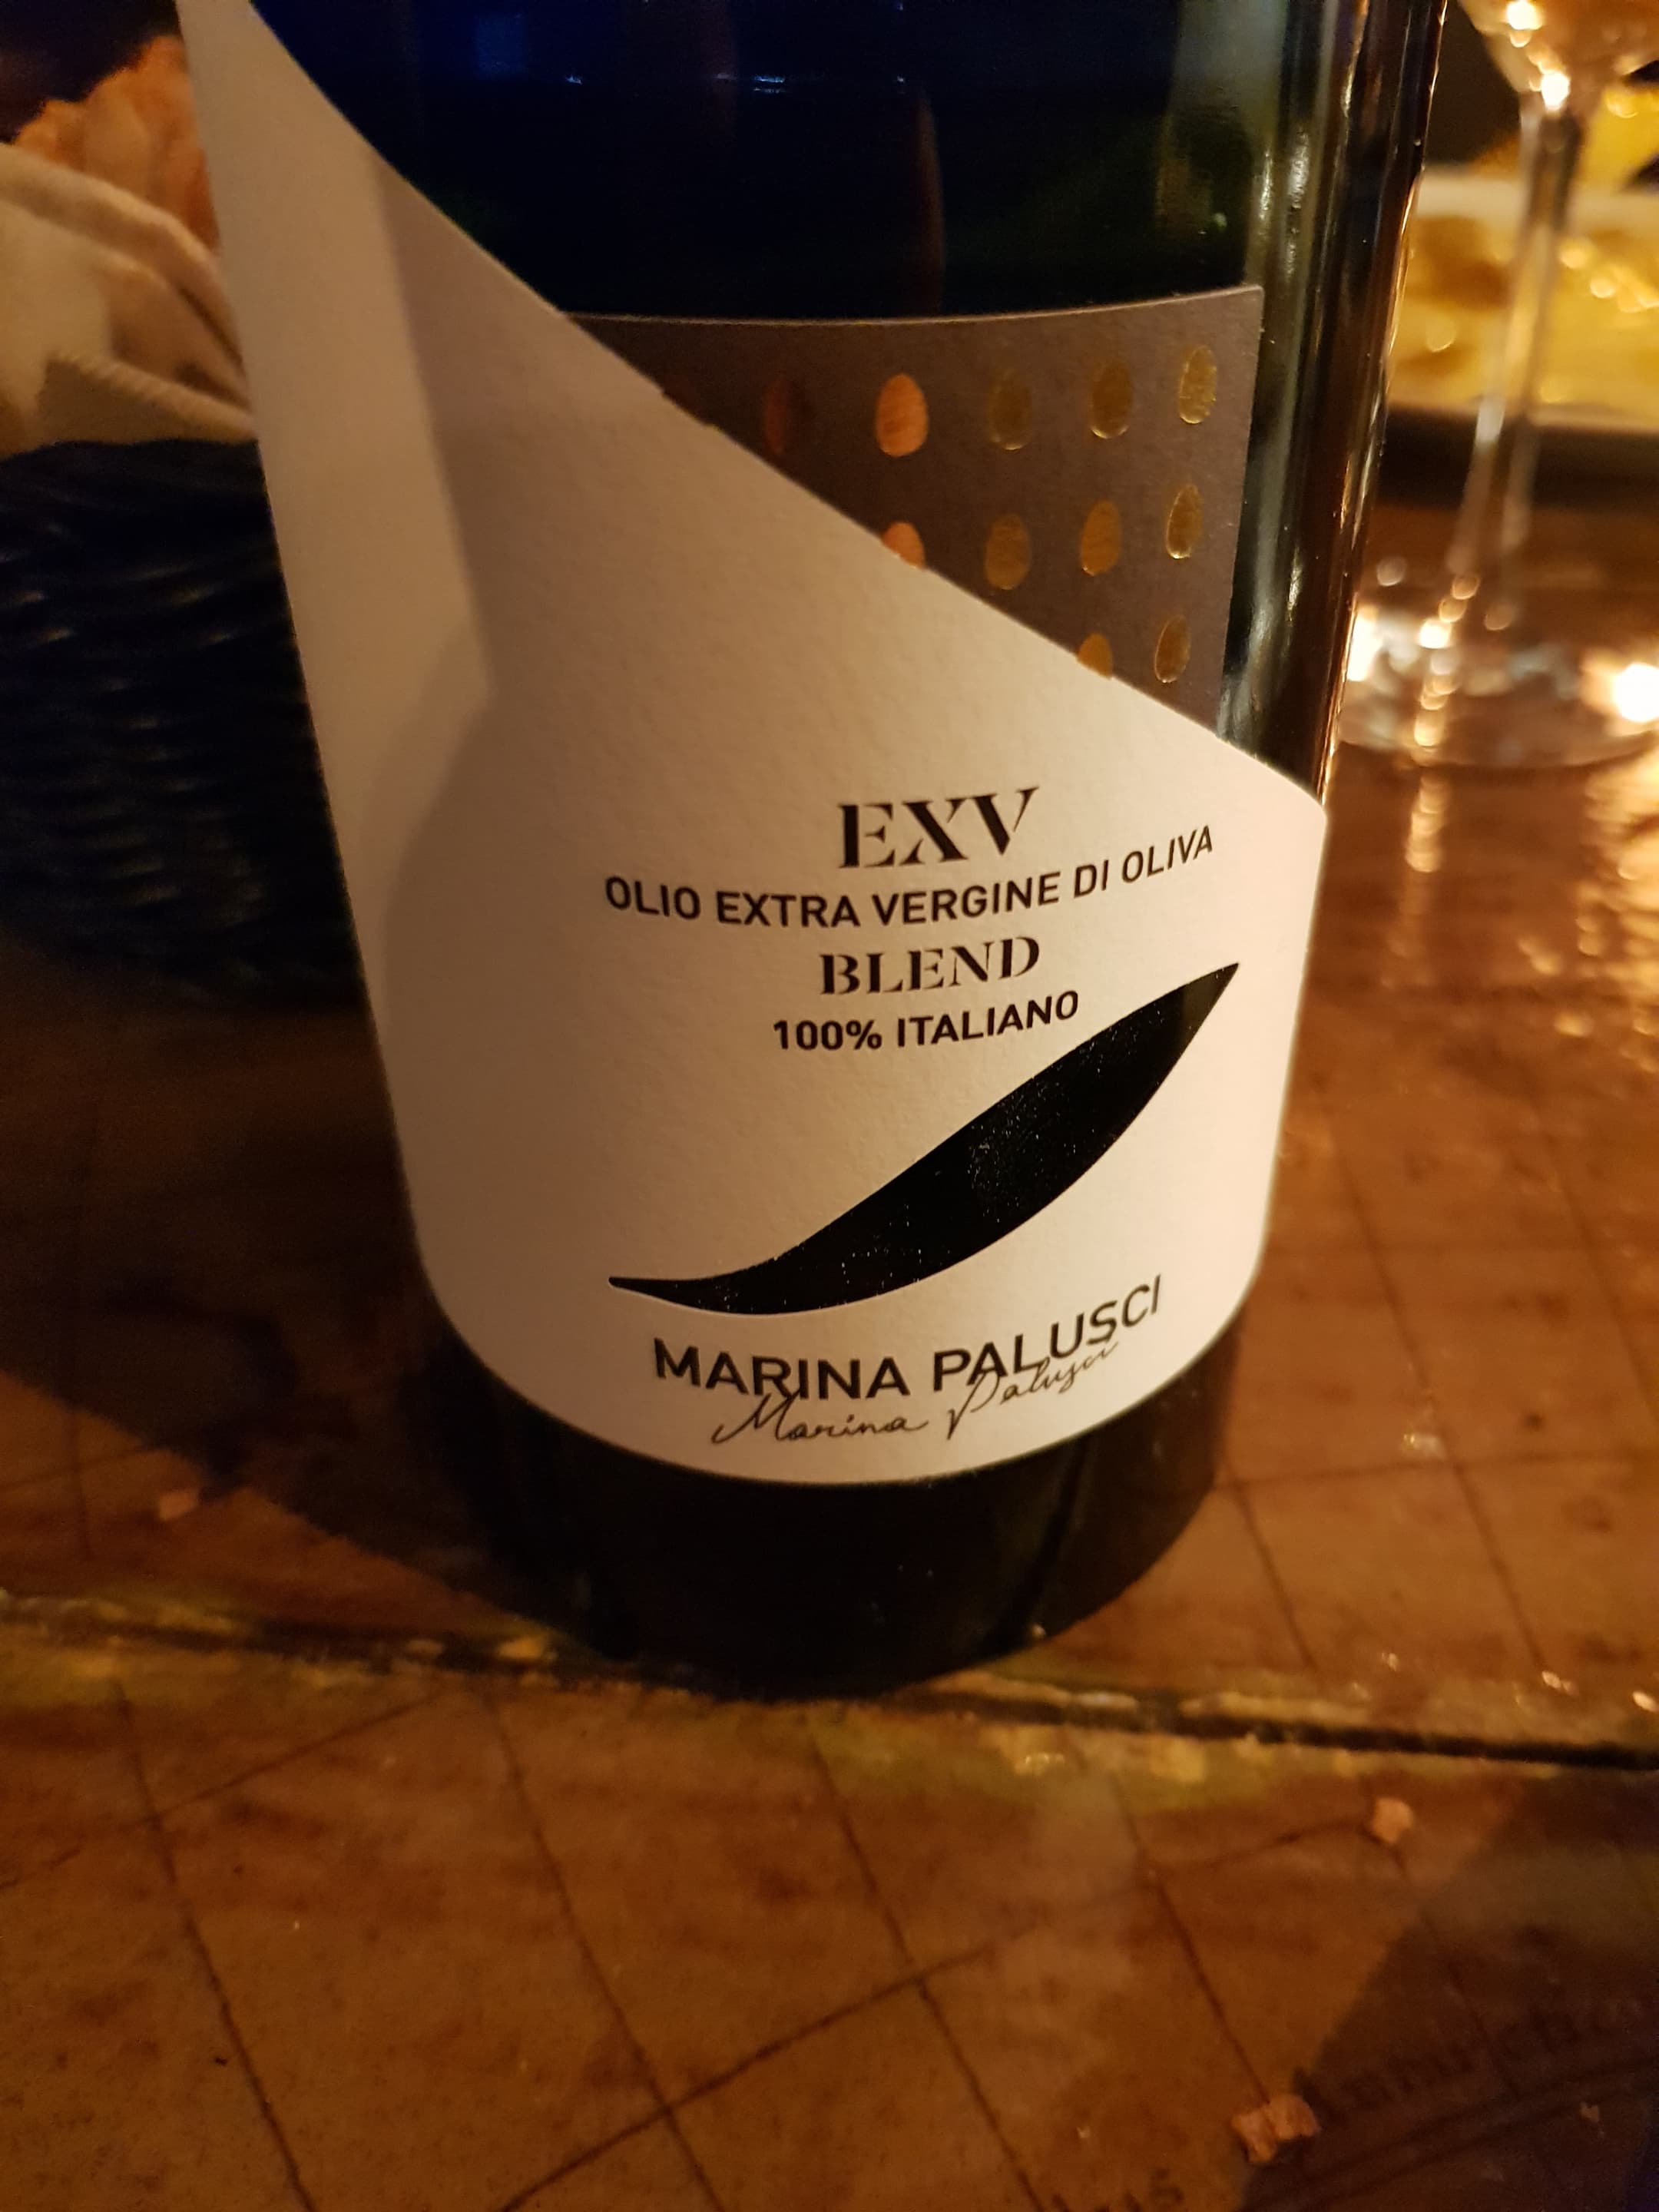 EXV
OLIO EXTRA VERGINE DI OLIVA
BLEND
100% ITALIANO
MARINA PALUSCI
Marina Palusci